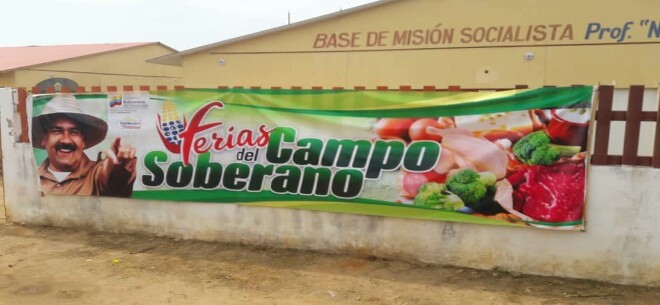 BASE DE MISIÓN SOCIALISTA Prof. "N
Ferias
del Campo
Soberano